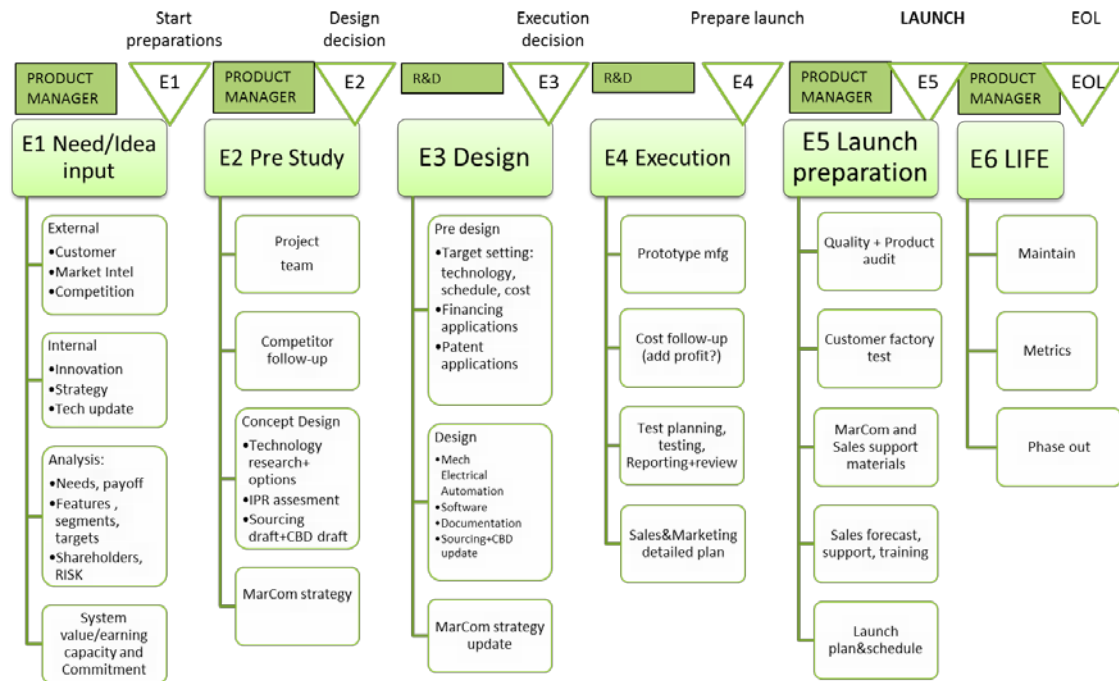 Start
preparations
Design
decision
Execution
decision
Prepare launch
LAUNCH
EOL
PRODUCT
MANAGER
E1
PRODUCT
MANAGER
E2
R&D
E3
R&D
E4
PRODUCT
MANAGER
E5
PRODUCT
MANAGER
EOL
E1 Need/Idea
input
External
•Customer
•Market Intel
•Competition
Internal
•Innovation
•Strategy
•Tech update
Analysis:
•Needs, payoff
•Features ,
segments,
targets
•Shareholders,
RISK
System
value/earning
capacity and
Commitment
E2 Pre Study
Project
team
Competitor
follow-up
Concept Design
•Technology
research+
options
•IPR assesment
•Sourcing
draft+CBD draft
MarCom strategy
E3 Design
Pre design
•Target setting:
technology,
schedule, cost
•Financing
applications
•Patent
applications
Design
•Mech
Electrical
Automation
•Software
•Documentation
•Sourcing+CBD
update
MarCom strategy
update
E4 Execution
Prototype mfg
Cost follow-up
(add profit?)
Test planning,
testing,
Reporting+review
Sales&Marketing
detailed plan
E5 Launch
preparation
Quality + Product
audit
Customer factory
test
MarCom and
Sales support
materials
Sales forecast,
support, training
Launch
plan&schedule
E6 LIFE
Maintain
Metrics
Phase out